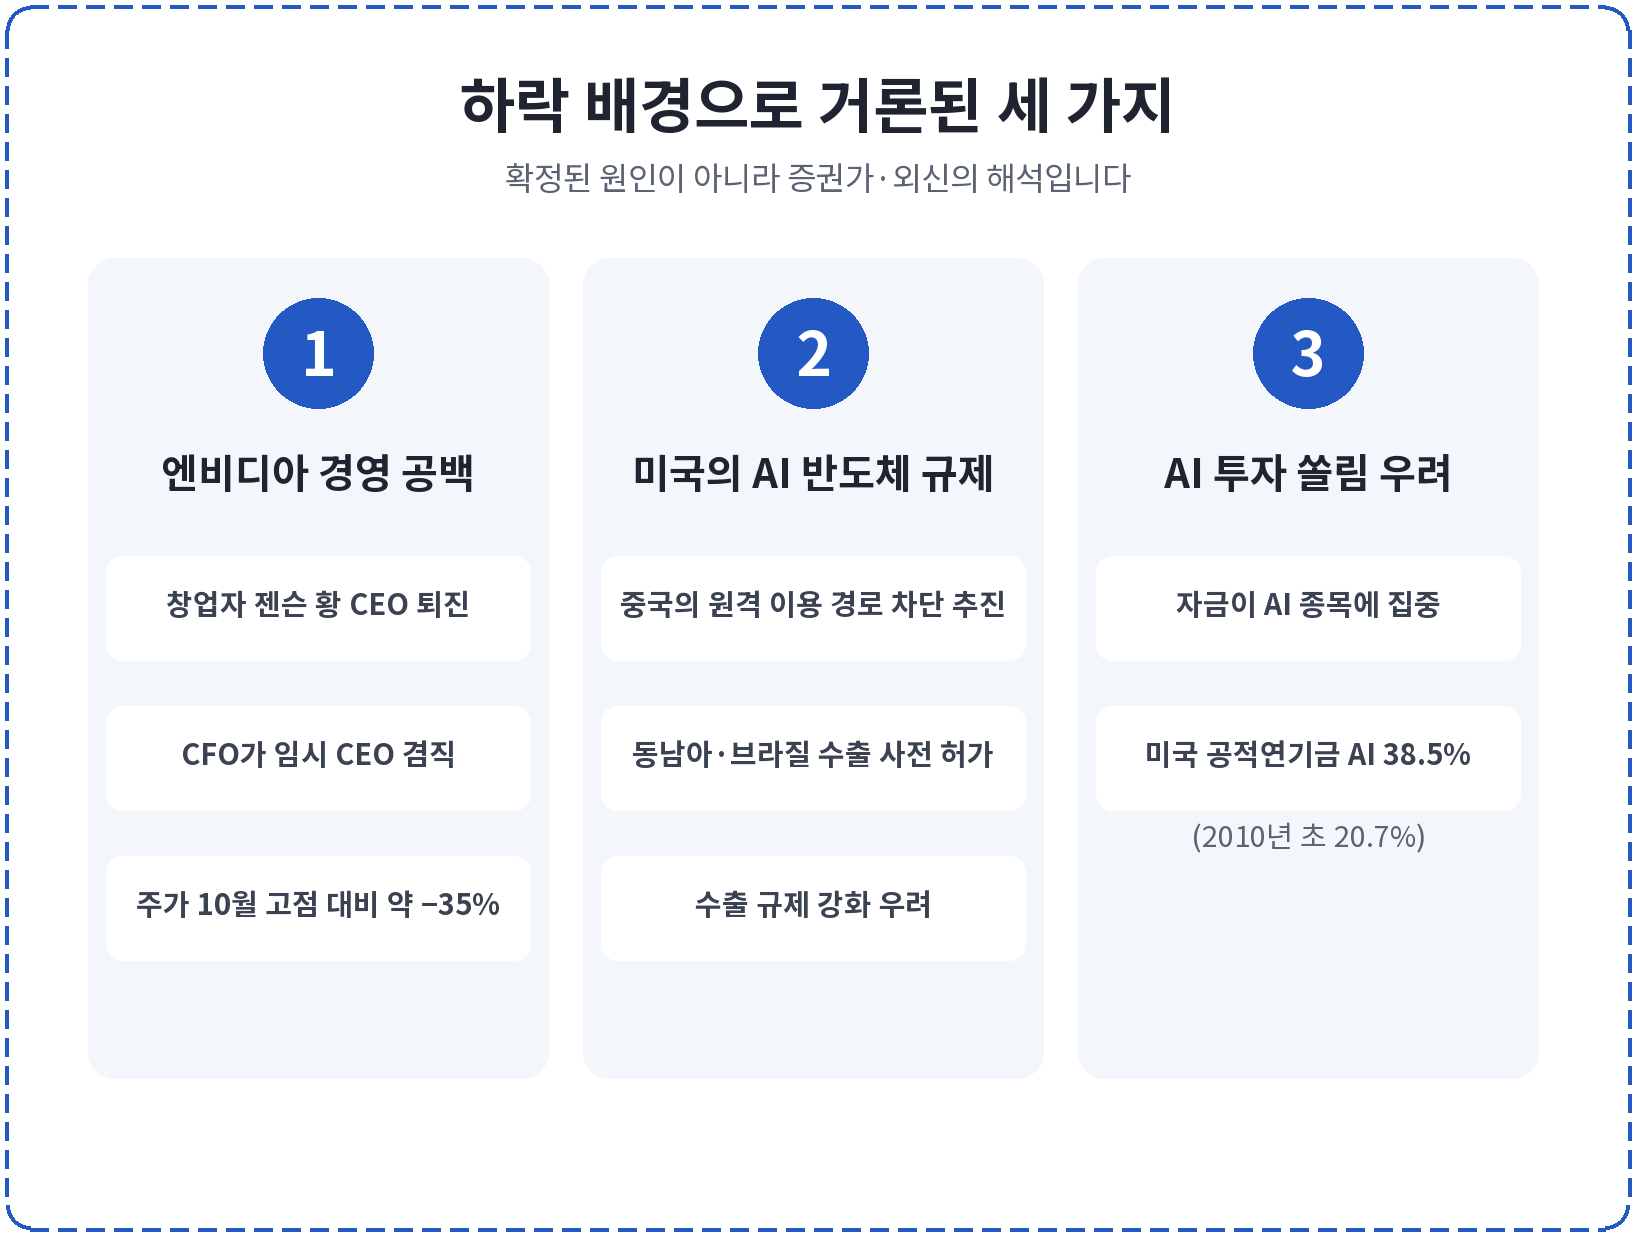 하락 배경으로 거론된 세 가지
확정된 원인이 아니라 증권가·외신의 해석입니다
1
엔비디아 경영 공백
창업자 젠슨 황 CEO 퇴진
CFO가 임시 CEO 겸직
주가 10월 고점 대비 약 −35%
2
미국의 AI 반도체 규제
중국의 원격 이용 경로 차단 추진
동남아·브라질 수출 사전 허가
수출 규제 강화 우려
3
AI 투자 쏠림 우려
자금이 AI 종목에 집중
미국 공적연기금 AI 38.5%
(2010년 초 20.7%)